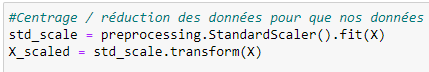 #Centrage / réduction des données pour que nos données
std_scale = preprocessing.StandardScaler().fit(X)
X_scaled = std_scale.transform(X)